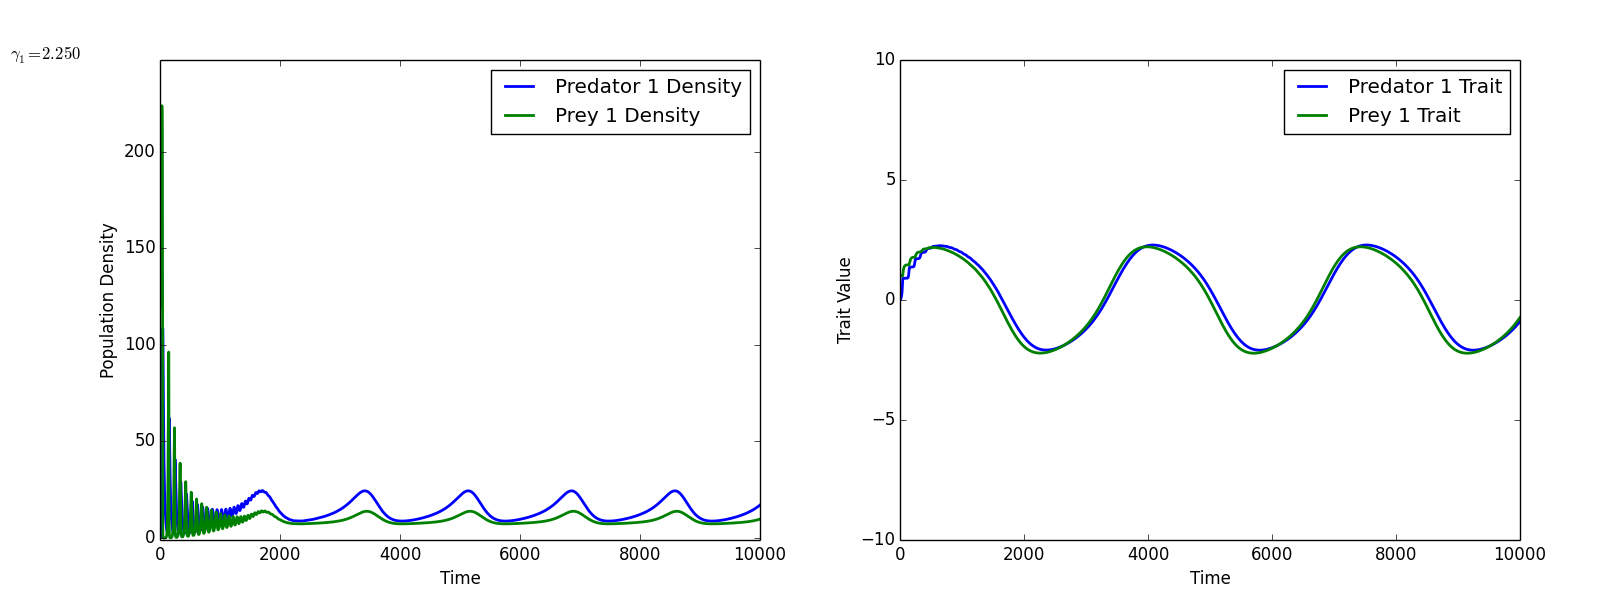 γ₁=2.250
Predator 1 Density
Prey 1 Density
200
150
100
50
0
Population Density
0 2000 4000 6000 8000 10000
Time
Predator 1 Trait
Prey 1 Trait
10
5
0
−5
−10
Trait Value
0 2000 4000 6000 8000 10000
Time